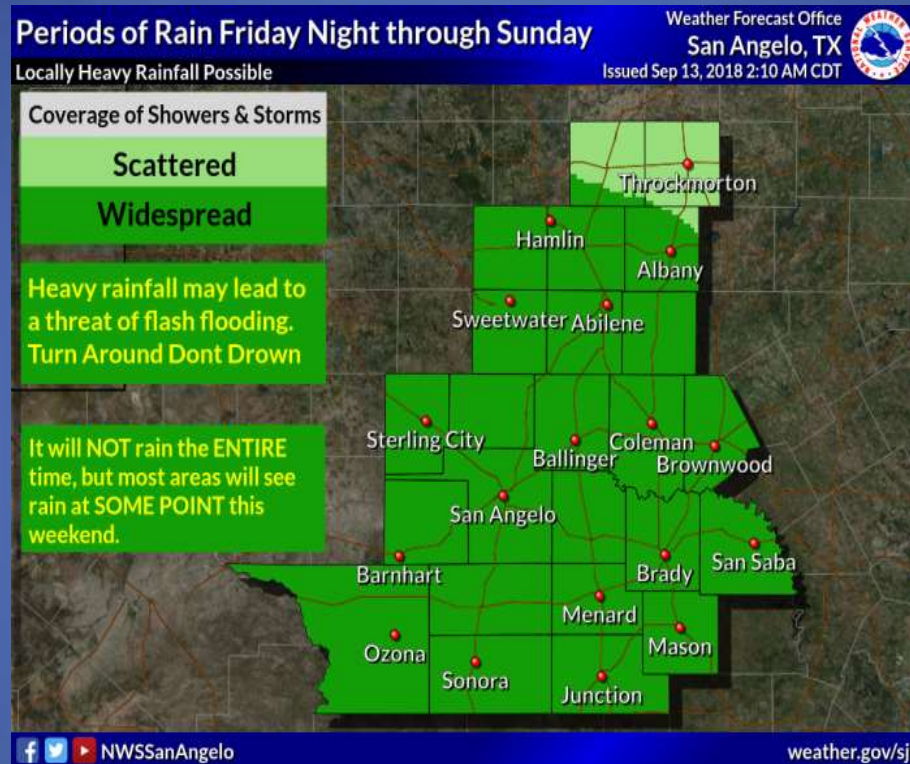 Periods of Rain Friday Night through Sunday
Locally Heavy Rainfall Possible
Weather Forecast Office
San Angelo, TX
Issued Sep 13, 2018 2:10 AM CDT
Coverage of Showers & Storms
Scattered
Widespread
Heavy rainfall may lead to
a threat of flash flooding.
Turn Around Dont Drown
It will NOT rain the ENTIRE
time, but most areas will see
rain at SOME POINT this
weekend.
Throckmorton
Hamlin
Albany
Sweetwater
Abilene
Sterling City
Ballinger
Coleman
Brownwood
San Angelo
Barnhart
Brady
San Saba
Menard
Mason
Ozona
Sonora
Junction
NWSSanAngelo
weather.gov/sj